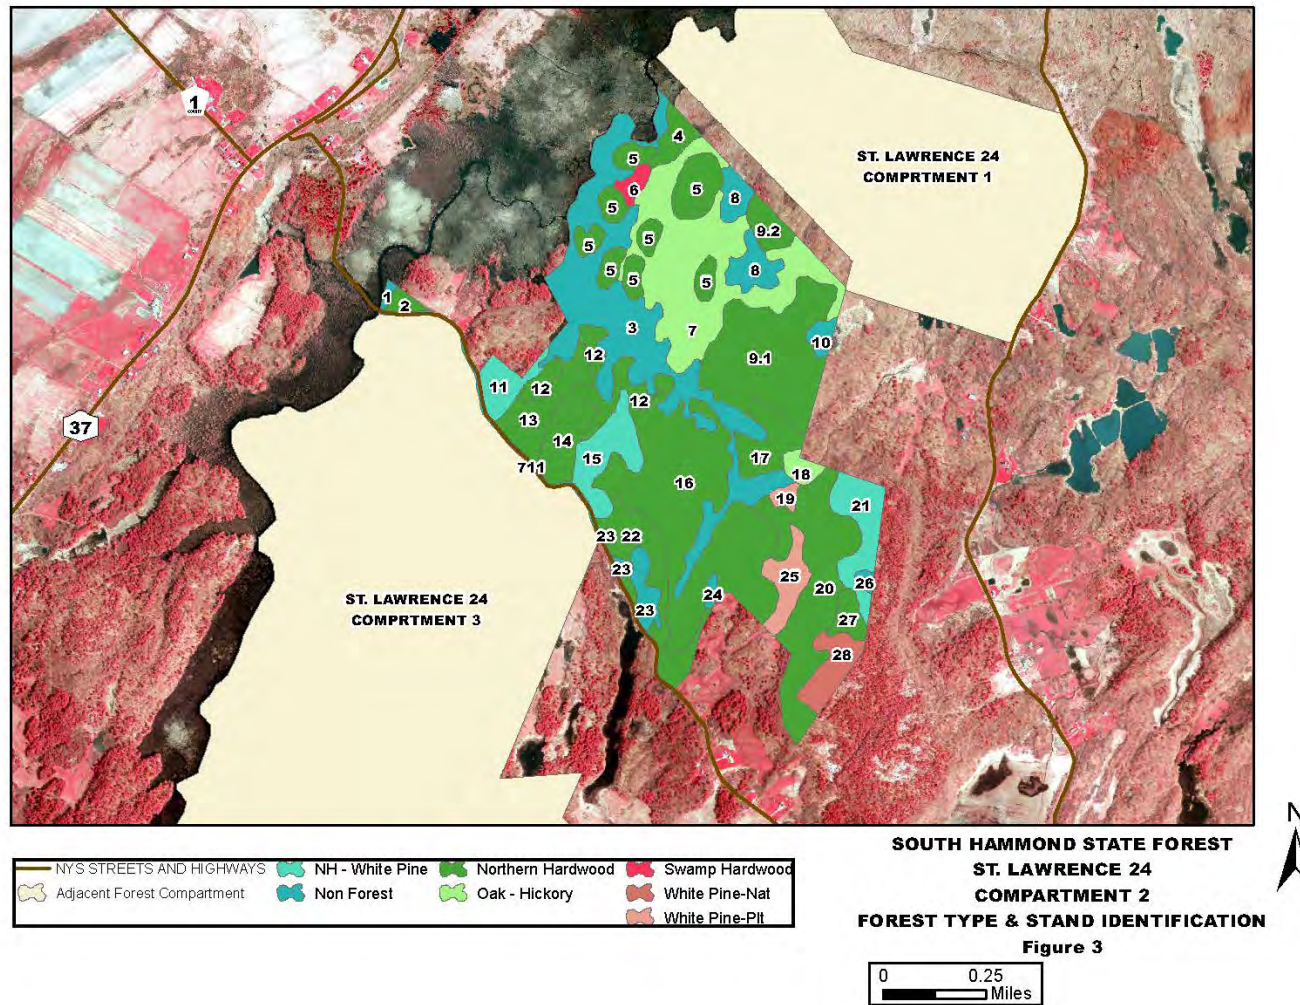 1
COUNTY
37
ST. LAWRENCE 24
COMPRTMENT 1
4
5
6
5
8
5
9.2
5
5
5
5
8
5
1
2
3
7
10
12
9.1
11
12
12
13
14
711
15
17
18
16
19
21
23
22
23
25
26
24
20
23
27
28
ST. LAWRENCE 24
COMPRTMENT 3
N
NYS STREETS AND HIGHWAYS
Adjacent Forest Compartment
NH - White Pine
Non Forest
Northern Hardwood
Oak - Hickory
Swamp Hardwood
White Pine-Nat
White Pine-Plt
SOUTH HAMMOND STATE FOREST
ST. LAWRENCE 24
COMPARTMENT 2
FOREST TYPE & STAND IDENTIFICATION
Figure 3
0 0.25
Miles